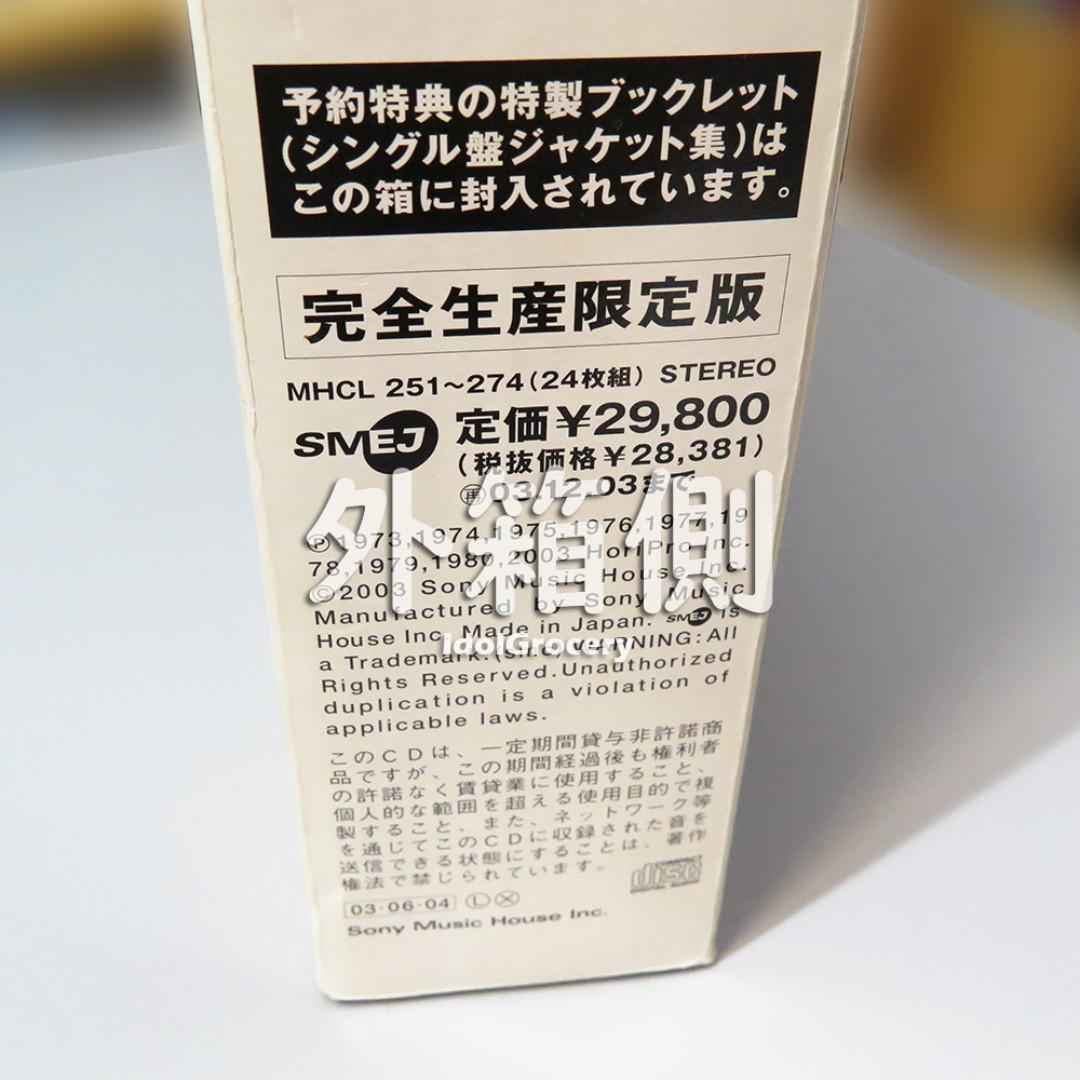 予約特典の特製ブックレット
(シングル盤ジャケット集)は
この箱に封入されています。
完全生産限定版
MHCL 251〜274(24枚組) STEREO
SMEJ 定価¥29,800
(税抜価格¥28,381)
再 03.12.03まで
外箱側
Ⓟ1973,1974,1975,1976,1977,19
78,1979,1980,2003 HoriPro Inc.
©2003 Sony Music House Inc.
Manufactured by Sony Music
House Inc. Made in Japan. SMEJ is
IdolGrocery
a Trademark.(sme) WARNING:All
Rights Reserved.Unauthorized
duplication is a violation of
applicable laws.
このCDは、一定期間貸与非許諾商
品ですが、この期間経過後も権利者
の許諾なく賃貸業に使用すること、
個人的な範囲を超える使用目的で複
製すること、また、ネットワーク等
を通じてこのCDに収録された音を
送信できる状態にすることは、著作
権法で禁じられています。
COMPACT disc DIGITAL AUDIO
03・06・04 Ⓛ Ⓧ
Sony Music House Inc.